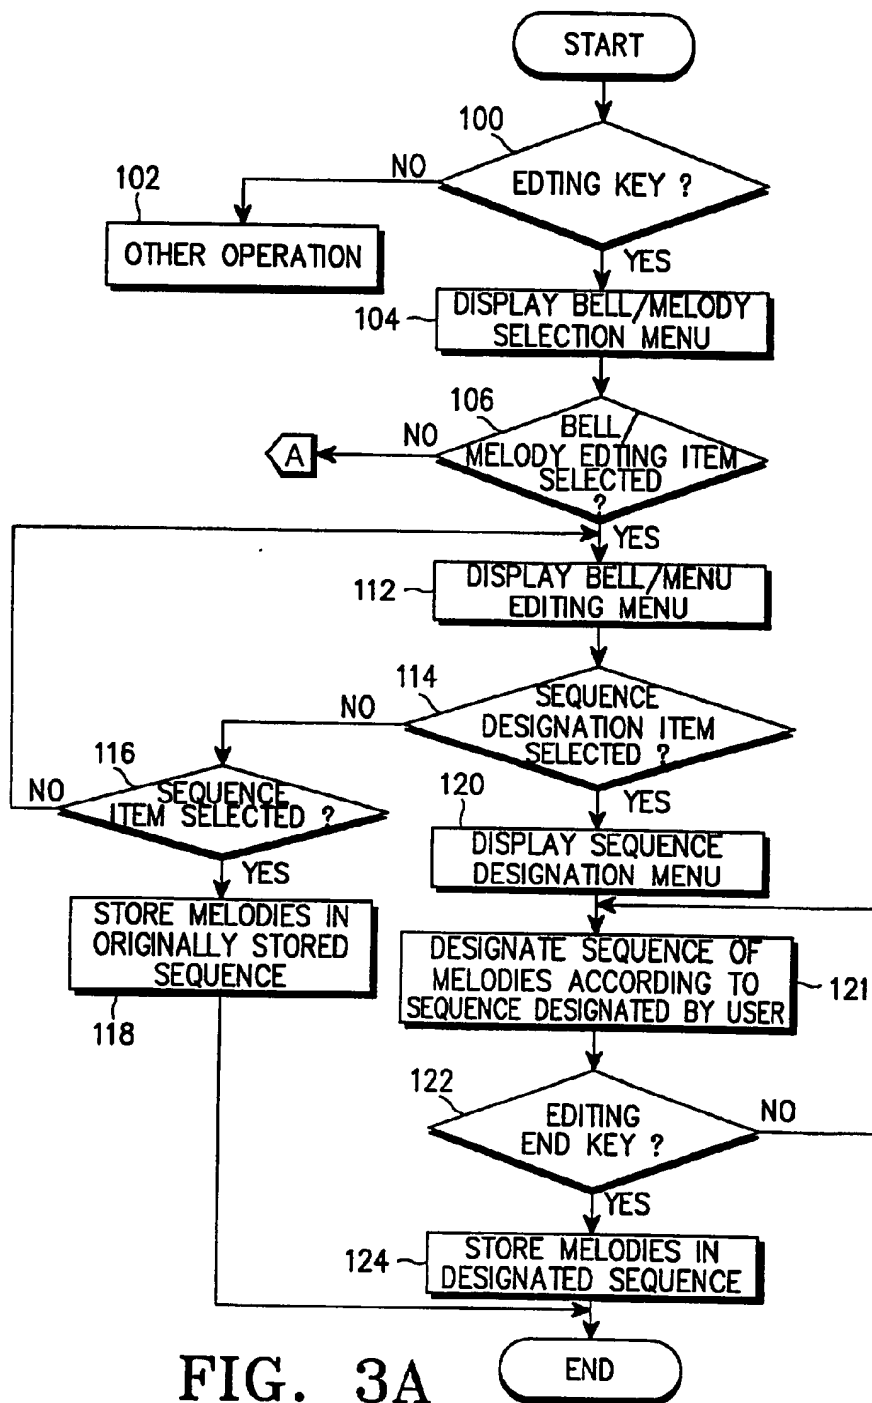 START
100
EDTING KEY ?
NO
YES
102
OTHER OPERATION
104
DISPLAY BELL/MELODY
SELECTION MENU
106
BELL/
MELODY EDTING ITEM
SELECTED
?
NO
A
YES
112
DISPLAY BELL/MENU
EDITING MENU
114
SEQUENCE
DESIGNATION ITEM
SELECTED ?
NO
YES
116
SEQUENCE
ITEM SELECTED ?
NO
YES
120
DISPLAY SEQUENCE
DESIGNATION MENU
STORE MELODIES IN
ORIGINALLY STORED
SEQUENCE
118
DESIGNATE SEQUENCE OF
MELODIES ACCORDING TO
SEQUENCE DESIGNATED BY USER
121
122
EDITING
END KEY ?
NO
YES
124
STORE MELODIES IN
DESIGNATED SEQUENCE
END
FIG. 3A